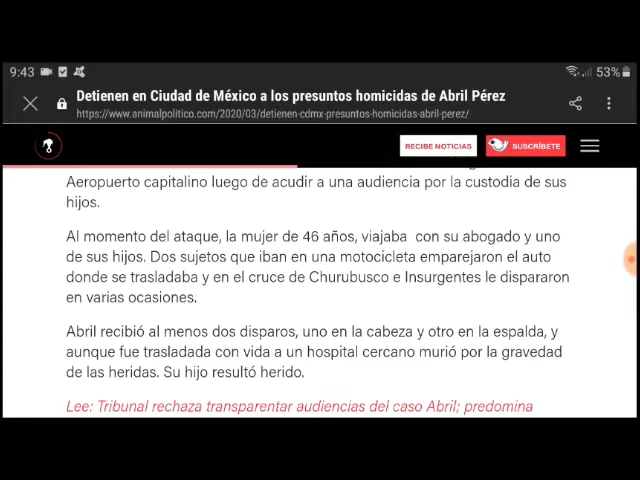 9:43
53%
Detienen en Ciudad de México a los presuntos homicidas de Abril Pérez
https://www.animalpolitico.com/2020/03/detienen-cdmx-presuntos-homicidas-abril-perez/
RECIBE NOTICIAS
SUSCRÍBETE
Aeropuerto capitalino luego de acudir a una audiencia por la custodia de sus
hijos.
Al momento del ataque, la mujer de 46 años, viajaba con su abogado y uno
de sus hijos. Dos sujetos que iban en una motocicleta emparejaron el auto
donde se trasladaba y en el cruce de Churubusco e Insurgentes le dispararon
en varias ocasiones.
Abril recibió al menos dos disparos, uno en la cabeza y otro en la espalda, y
aunque fue trasladada con vida a un hospital cercano murió por la gravedad
de las heridas. Su hijo resultó herido.
Lee: Tribunal rechaza transparentar audiencias del caso Abril; predomina